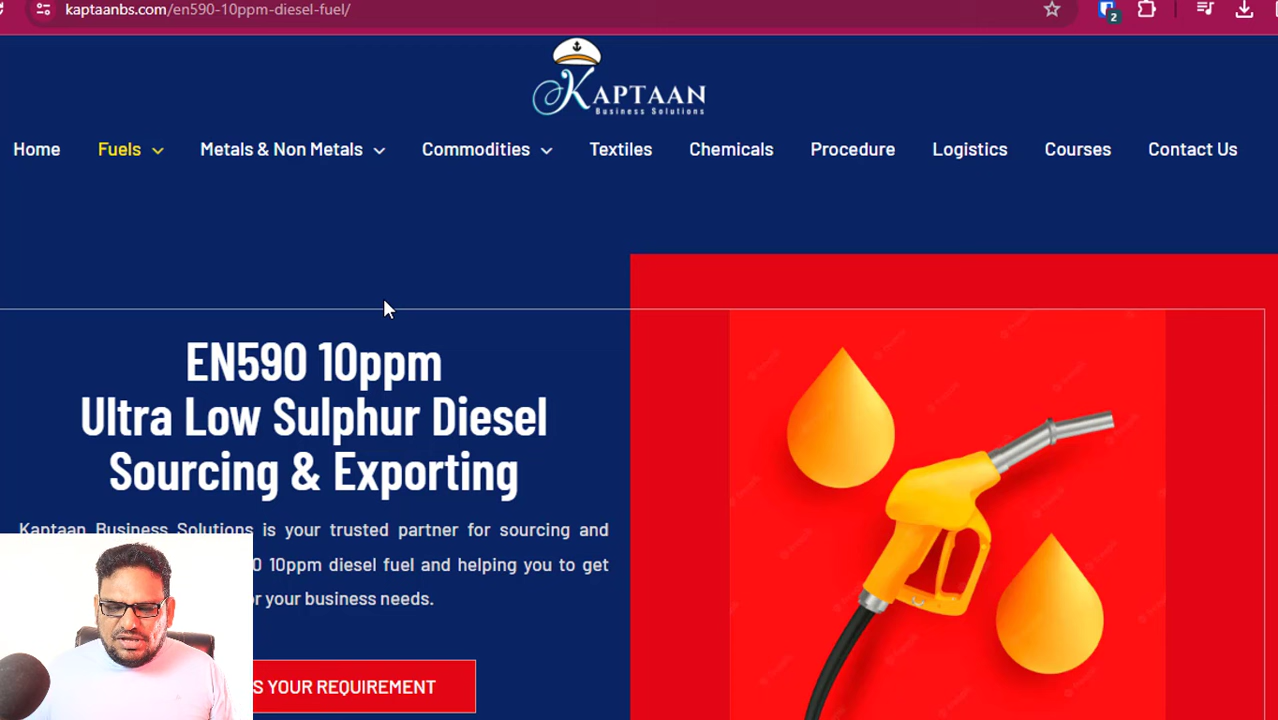 kaptaanbs.com/en590-10ppm-diesel-fuel/
2
KAPTAAN
Business Solutions
Home Fuels Metals & Non Metals Commodities Textiles Chemicals Procedure Logistics Courses Contact Us
EN590 10ppm
Ultra Low Sulphur Diesel
Sourcing & Exporting
Kaptaan Business Solutions is your trusted partner for sourcing and
0 10ppm diesel fuel and helping you to get
or your business needs.
S YOUR REQUIREMENT